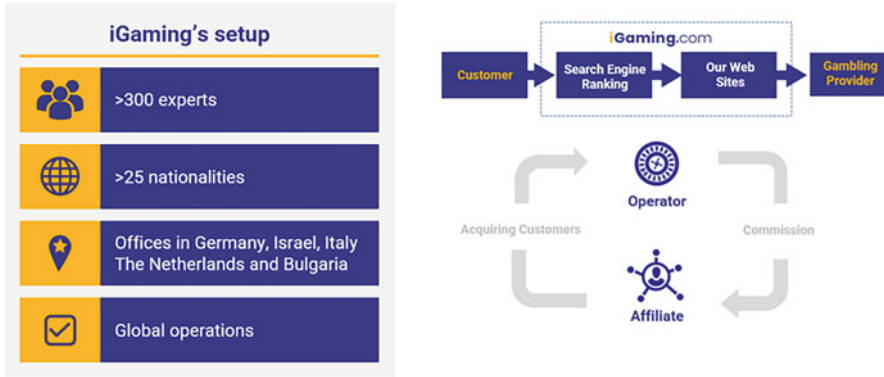 iGaming's setup
>300 experts
>25 nationalities
Offices in Germany, Israel, Italy
The Netherlands and Bulgaria
Global operations
iGaming.com
Customer
Search Engine
Ranking
Our Web
Sites
Gambling
Provider
Operator
Acquiring Customers
Commission
Affiliate